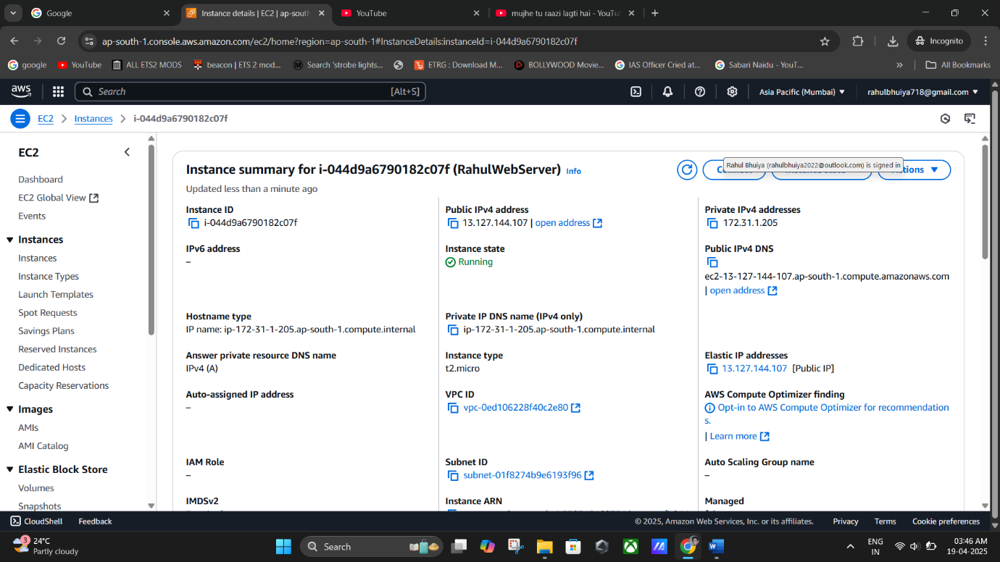 Google
Instance details | EC2 | ap-sout
YouTube
mujhe tu raazi lagti hai - YouTu
ap-south-1.console.aws.amazon.com/ec2/home?region=ap-south-1#InstanceDetails:instanceId=i-044d9a6790182c07f
Incognito
google
YouTube
ALL ETS2 MODS
beacon | ETS 2 mod...
Search 'strobe lights...
ETRG : Download M...
BOLLYWOOD Movie...
IAS Officer Cried at...
Sabari Naidu - YouT...
All Bookmarks
aws
Search
[Alt+S]
Asia Pacific (Mumbai)
rahulbhuiya718@gmail.com
EC2
Instances
i-044d9a6790182c07f
EC2
Dashboard
EC2 Global View
Events
Instances
Instances
Instance Types
Launch Templates
Spot Requests
Savings Plans
Reserved Instances
Dedicated Hosts
Capacity Reservations
Images
AMIs
AMI Catalog
Elastic Block Store
Volumes
Snapshots
Instance summary for i-044d9a6790182c07f (RahulWebServer) Info
Rahul Bhuiya (rahulbhuiya2022@outlook.com) is signed in
Updated less than a minute ago
Instance ID
i-044d9a6790182c07f
Public IPv4 address
13.127.144.107 | open address
Private IPv4 addresses
172.31.1.205
IPv6 address
–
Instance state
Running
Public IPv4 DNS
ec2-13-127-144-107.ap-south-1.compute.amazonaws.com
| open address
Hostname type
IP name: ip-172-31-1-205.ap-south-1.compute.internal
Private IP DNS name (IPv4 only)
ip-172-31-1-205.ap-south-1.compute.internal
Answer private resource DNS name
IPv4 (A)
Instance type
t2.micro
Elastic IP addresses
13.127.144.107 [Public IP]
Auto-assigned IP address
–
VPC ID
vpc-0ed106228f40c2e80
AWS Compute Optimizer finding
Opt-in to AWS Compute Optimizer for recommendation
s.
| Learn more
IAM Role
–
Subnet ID
subnet-01f8274b9e6193f96
Auto Scaling Group name
–
IMDSv2
Instance ARN
Managed
CloudShell
Feedback
© 2025, Amazon Web Services, Inc. or its affiliates.
Privacy
Terms
Cookie preferences
3
24°C
Partly cloudy
Search
ENG
IN
03:46 AM
19-04-2025